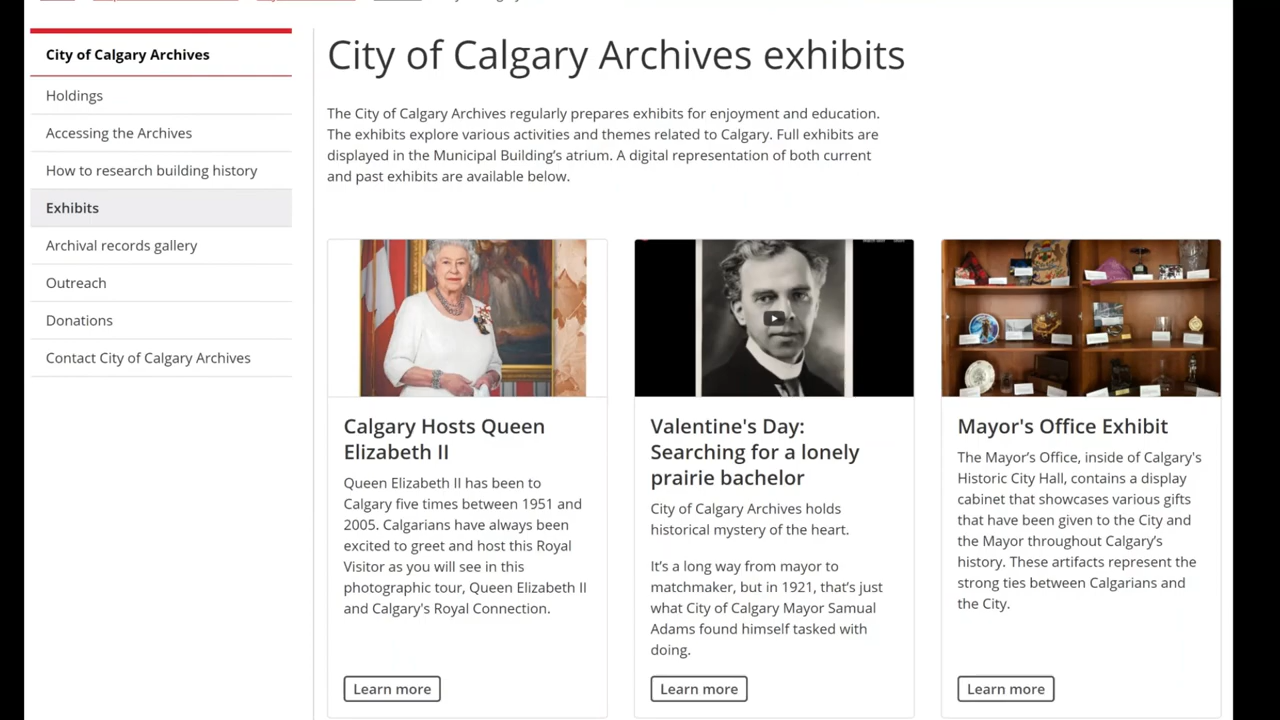 City of Calgary Archives
Holdings
Accessing the Archives
How to research building history
Exhibits
Archival records gallery
Outreach
Donations
Contact City of Calgary Archives
City of Calgary Archives exhibits
The City of Calgary Archives regularly prepares exhibits for enjoyment and education.
The exhibits explore various activities and themes related to Calgary. Full exhibits are
displayed in the Municipal Building's atrium. A digital representation of both current
and past exhibits are available below.
Calgary Hosts Queen
Elizabeth II
Queen Elizabeth II has been to
Calgary five times between 1951 and
2005. Calgarians have always been
excited to greet and host this Royal
Visitor as you will see in this
photographic tour, Queen Elizabeth II
and Calgary's Royal Connection.
Learn more
Valentine's Day:
Searching for a lonely
prairie bachelor
City of Calgary Archives holds
historical mystery of the heart.
It's a long way from mayor to
matchmaker, but in 1921, that's just
what City of Calgary Mayor Samual
Adams found himself tasked with
doing.
Learn more
Mayor's Office Exhibit
The Mayor's Office, inside of Calgary's
Historic City Hall, contains a display
cabinet that showcases various gifts
that have been given to the City and
the Mayor throughout Calgary's
history. These artifacts represent the
strong ties between Calgarians and
the City.
Learn more